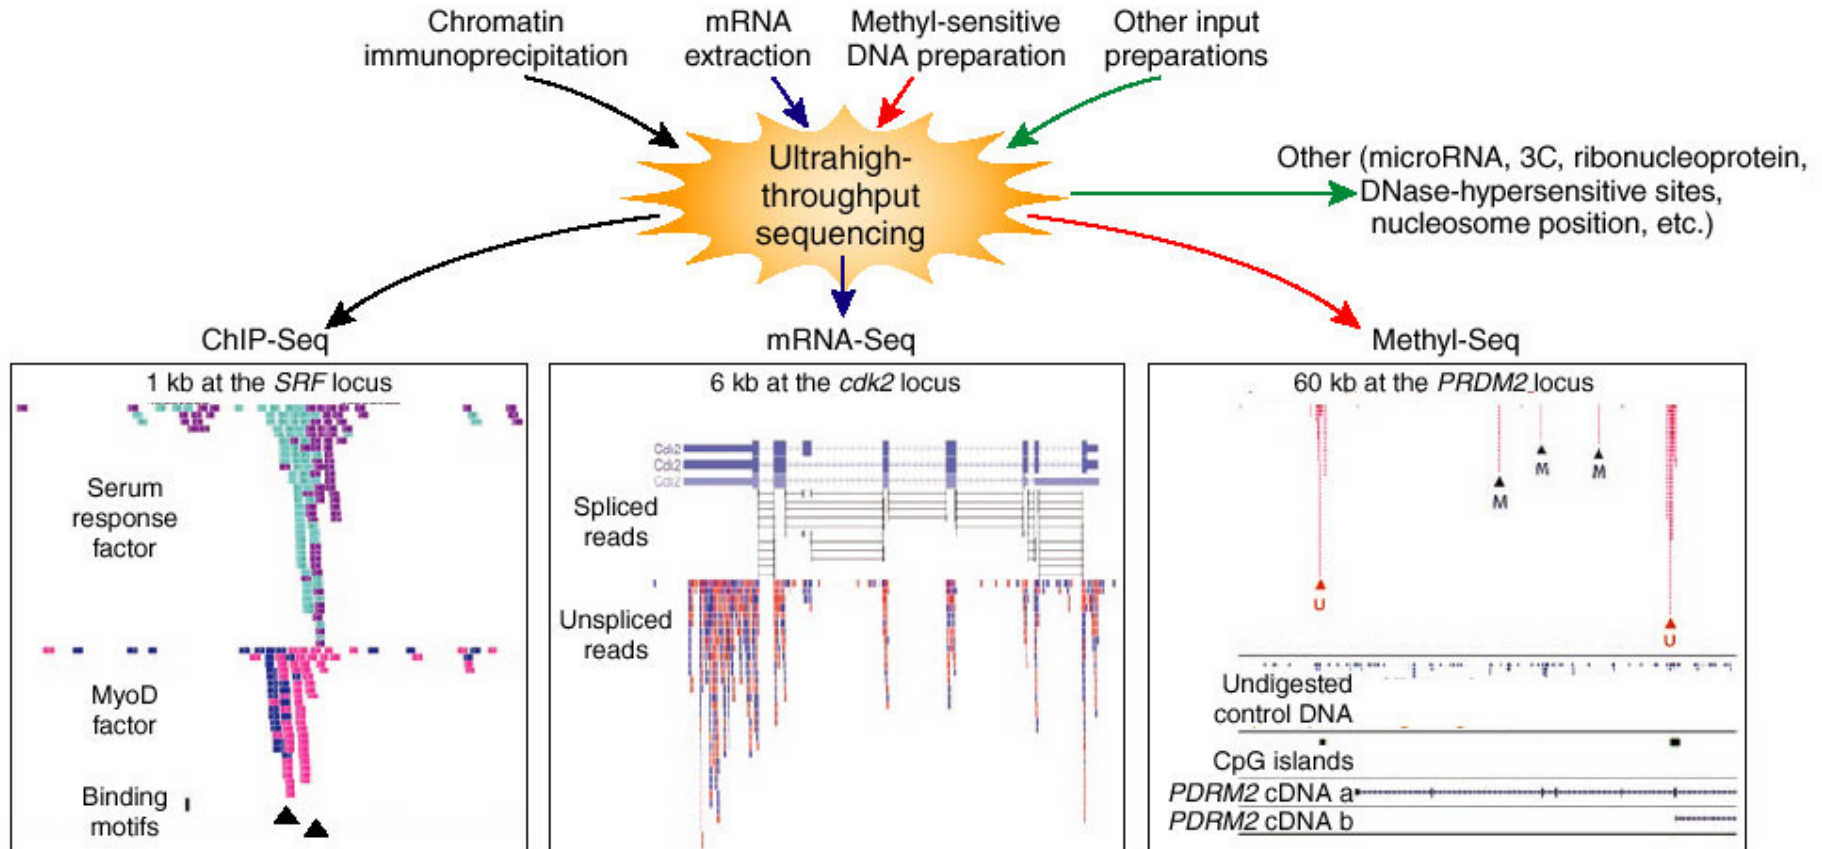 Chromatin
immunoprecipitation
mRNA
extraction
Methyl-sensitive
DNA preparation
Other input
preparations
Ultrahigh-
throughput
sequencing
Other (microRNA, 3C, ribonucleoprotein,
DNase-hypersensitive sites,
nucleosome position, etc.)
ChIP-Seq
1 kb at the SRF locus
Serum
response
factor
MyoD
factor
Binding
motifs
mRNA-Seq
6 kb at the cdk2 locus
Cdk2
Cdk2
Cdk2
Spliced
reads
Unspliced
reads
Methyl-Seq
60 kb at the PRDM2 locus
M
M
M
U
U
Undigested
control DNA
CpG islands
PDRM2 cDNA a
PDRM2 cDNA b